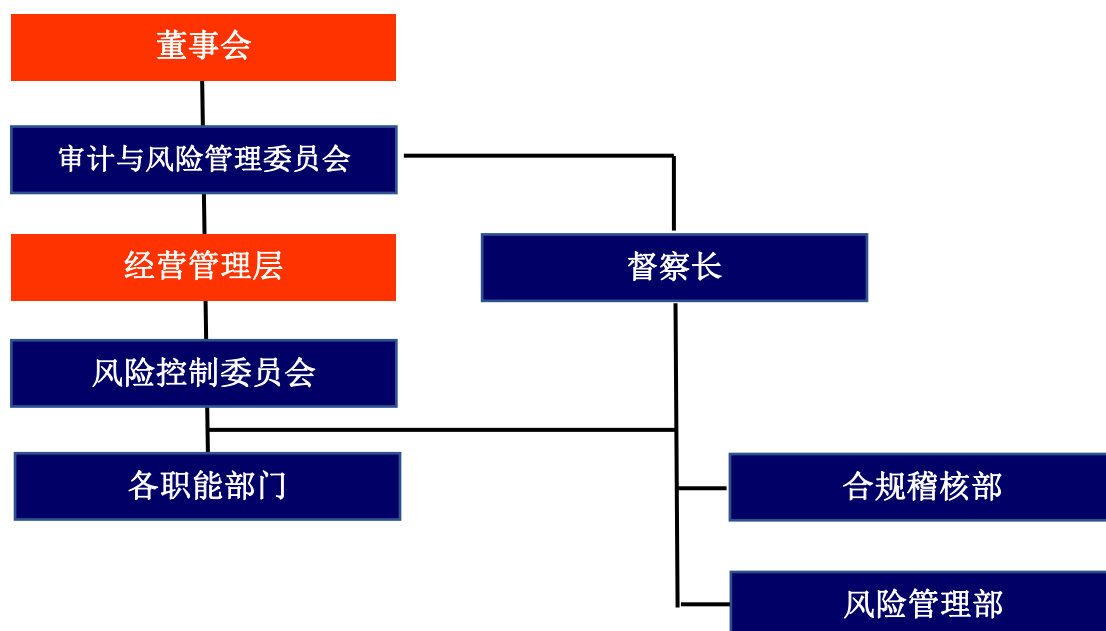 董事会
审计与风险管理委员会
经营管理层
督察长
风险控制委员会
各职能部门
合规稽核部
风险管理部